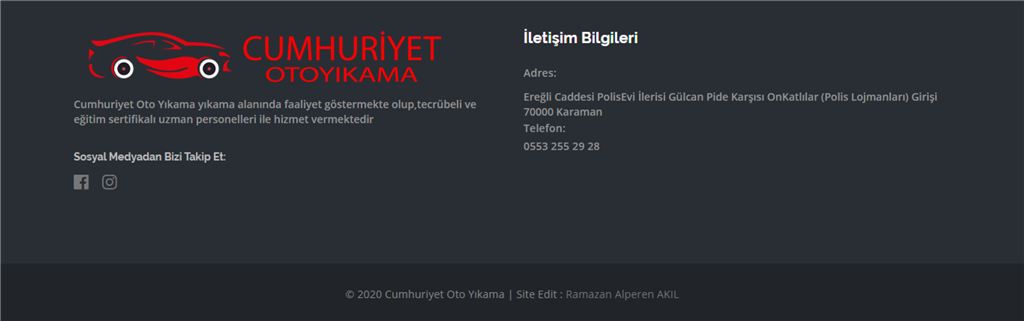 CUMHURİYET
OTOYIKAMA
Cumhuriyet Oto Yıkama yıkama alanında faaliyet göstermekte olup,tecrübeli ve
eğitim sertifikalı uzman personelleri ile hizmet vermektedir
Sosyal Medyadan Bizi Takip Et:
İletişim Bilgileri
Adres:
Ereğli Caddesi PolisEvi İlerisi Gülcan Pide Karşısı OnKatlılar (Polis Lojmanları) Girişi
70000 Karaman
Telefon:
0553 255 29 28
© 2020 Cumhuriyet Oto Yıkama | Site Edit : Ramazan Alperen AKIL